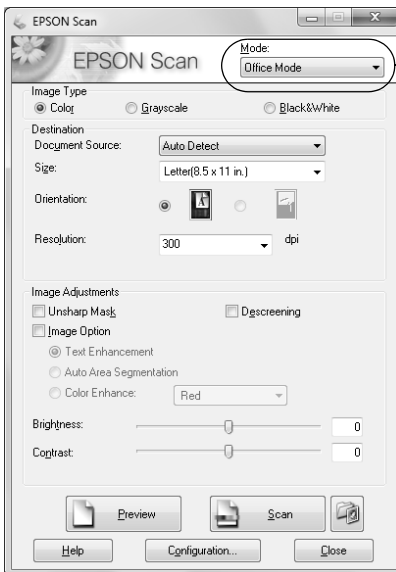 EPSON Scan
EPSON Scan
Mode:
Office Mode
Image Type
Color Grayscale Black&White
Destination
Document Source: Auto Detect
Size: Letter(8.5 x 11 in.)
Orientation:
Resolution: 300 dpi
Image Adjustments
Unsharp Mask Descreening
Image Option
Text Enhancement
Auto Area Segmentation
Color Enhance: Red
Brightness: 0
Contrast: 0
Preview Scan
Help Configuration... Close